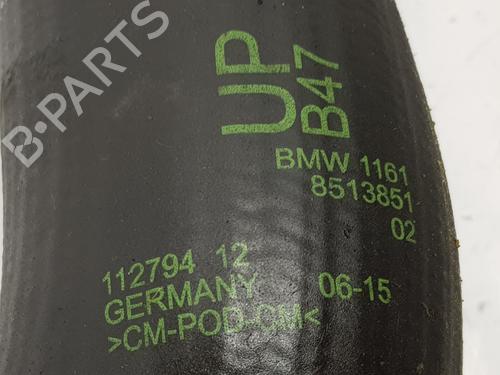 UP
B47
BMW 1161
8513851
02
112794 12
GERMANY 06-15
>CM-POD-CM<
B-PARTS